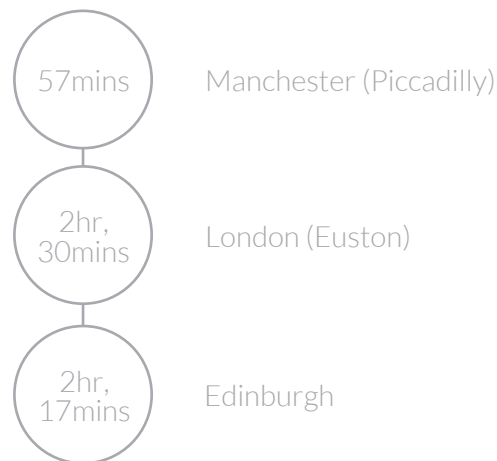 57mins
Manchester (Piccadilly)
2hr,
30mins
London (Euston)
2hr,
17mins
Edinburgh